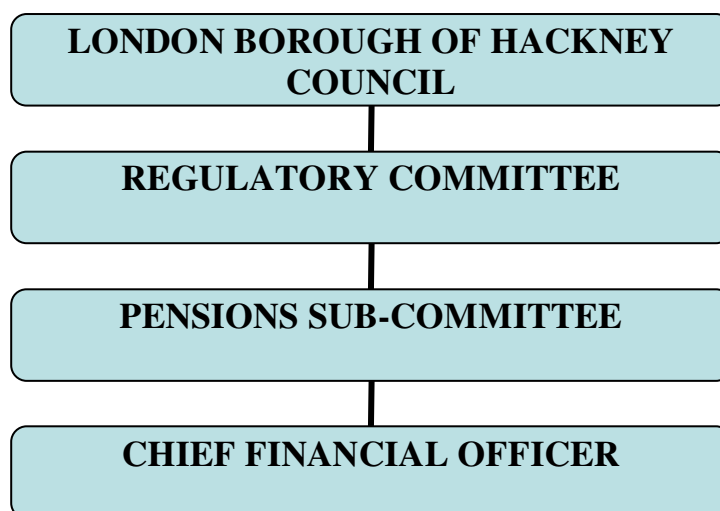 LONDON BOROUGH OF HACKNEY
COUNCIL
REGULATORY COMMITTEE
PENSIONS SUB-COMMITTEE
CHIEF FINANCIAL OFFICER